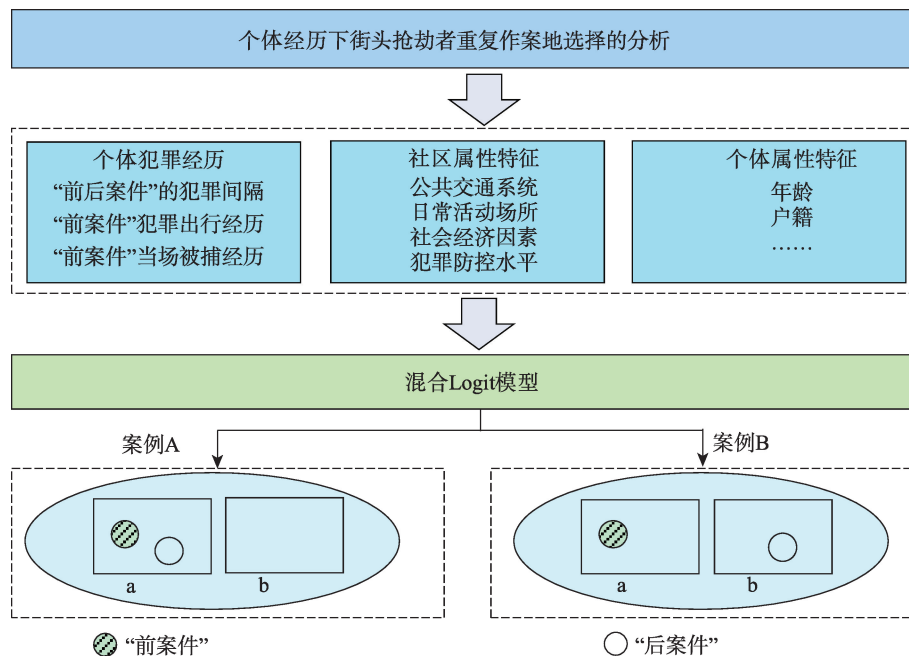 个体经历下街头抢劫者重复作案地选择的分析
个体犯罪经历
“前后案件”的犯罪间隔
“前案件”犯罪出行经历
“前案件”当场被捕经历
社区属性特征
公共交通系统
日常活动场所
社会经济因素
犯罪防控水平
个体属性特征
年龄
户籍
……
混合Logit模型
案例A
案例B
a
b
a
b
“前案件”
“后案件”